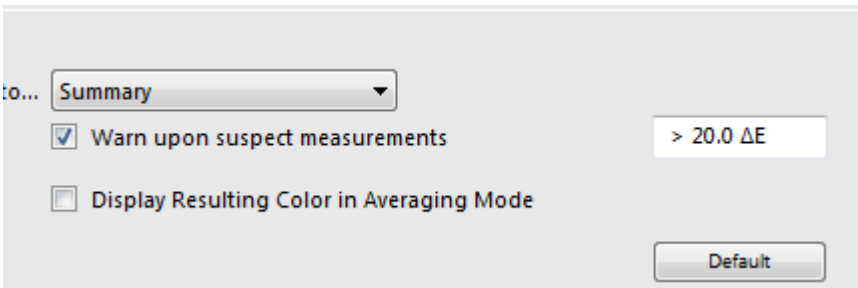 to... Summary
Warn upon suspect measurements > 20.0 ΔE
Display Resulting Color in Averaging Mode
Default